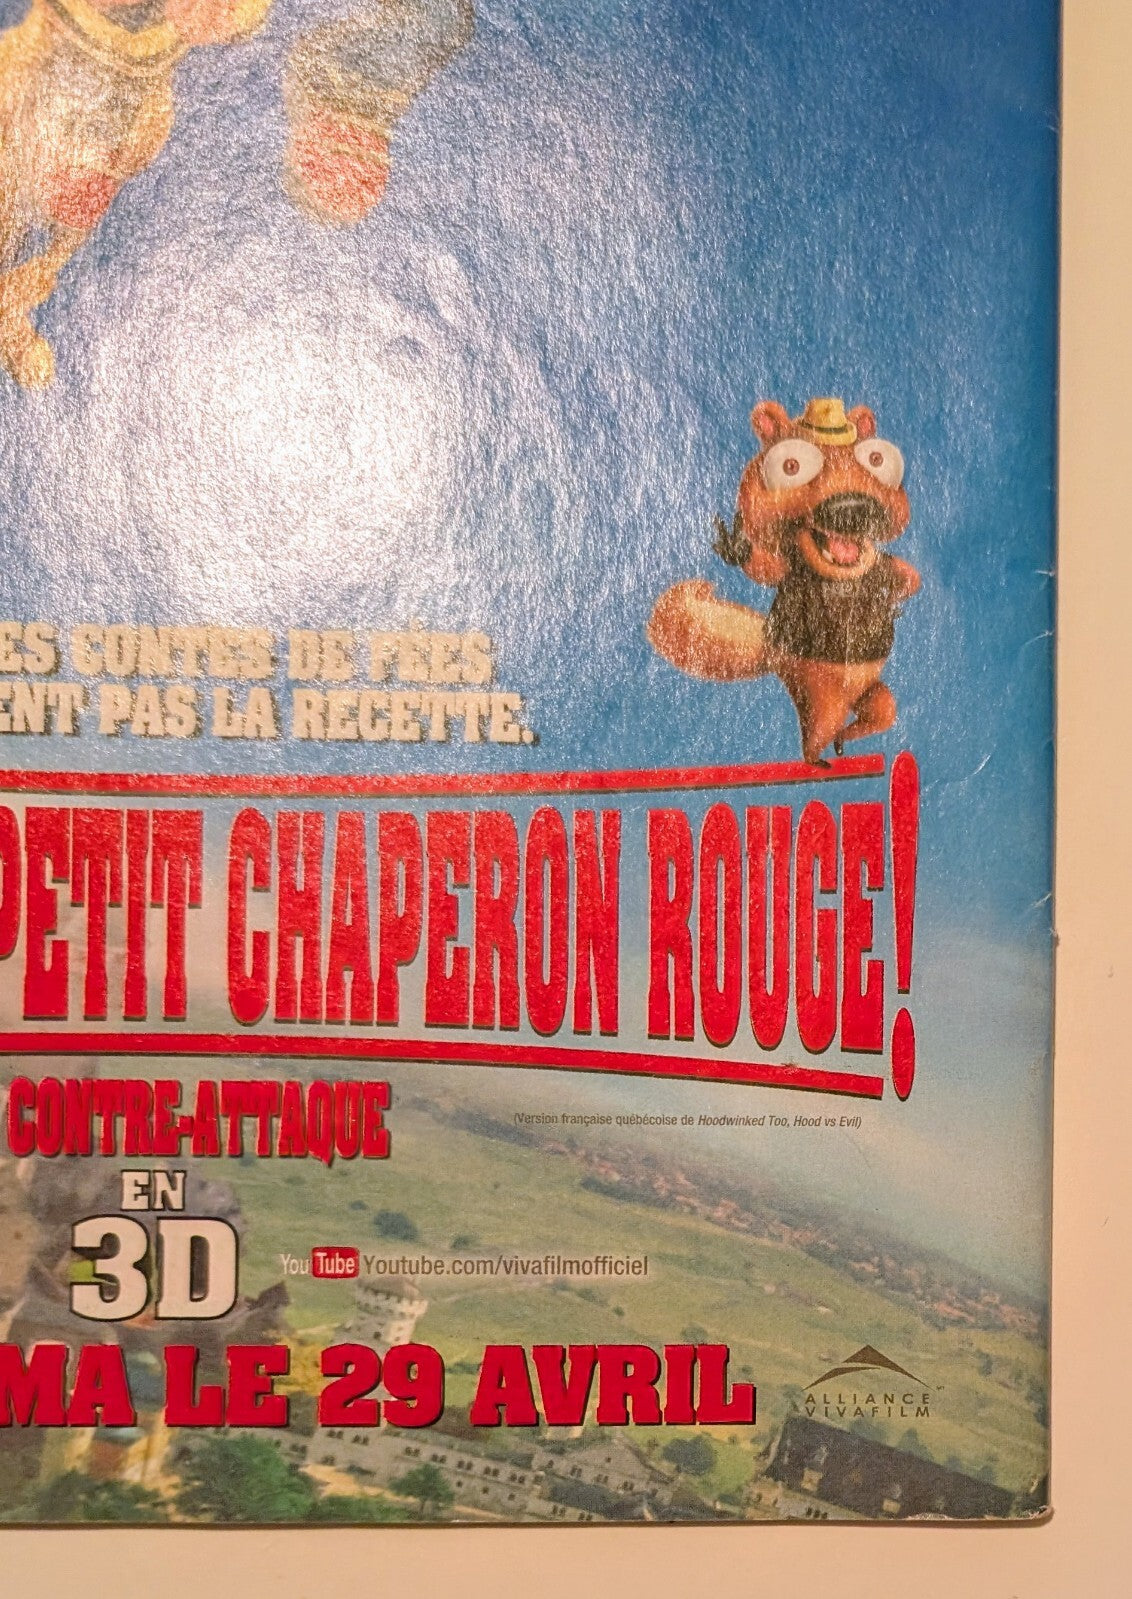 ES CONTES DE FÉES
ENT PAS LA RECETTE.
PETIT CHAPERON ROUGE!
CONTRE-ATTAQUE
(Version française québécoise de Hoodwinked Too, Hood vs Evil)
EN
3D
YouTube Youtube.com/vivafilmofficiel
MA LE 29 AVRIL
ALLIANCE
VIVAFILM